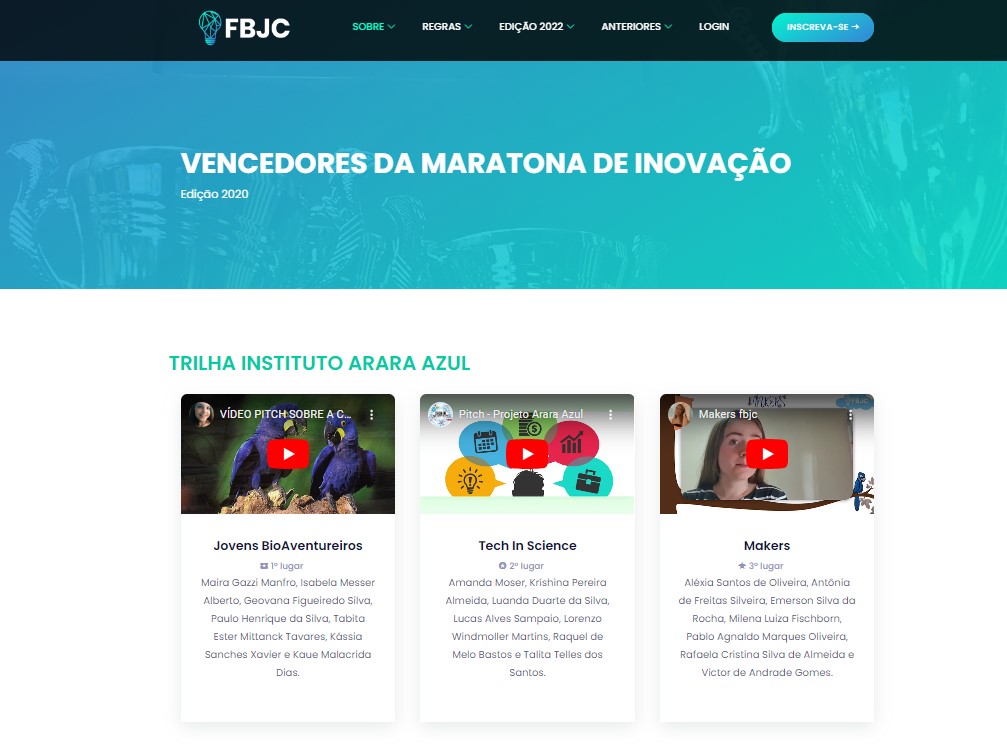 FBJC
SOBRE
REGRAS
EDIÇÃO 2022
ANTERIORES
LOGIN
INSCREVA-SE →
VENCEDORES DA MARATONA DE INOVAÇÃO
Edição 2020
TRILHA INSTITUTO ARARA AZUL
VÍDEO PITCH SOBRE A C...
Jovens BioAventureiros
1º lugar
Maira Gazzi Manfro, Isabela Messer
Alberto, Geovana Figueiredo Silva,
Paulo Henrique da Silva, Tabita
Ester Mittanck Tavares, Kássia
Sanches Xavier e Kaue Malacrida
Dias.
Pitch - Projeto Arara Azul
Tech In Science
2º lugar
Amanda Moser, Krishina Pereira
Almeida, Luanda Duarte da Silva,
Lucas Alves Sampaio, Lorenzo
Windmoller Martins, Raquel de
Melo Bastos e Talita Telles dos
Santos.
MAKERS
FBJC
Makers fbjc
Makers
3º lugar
Aléxia Santos de Oliveira, Antônia
de Freitas Silveira, Emerson Silva da
Rocha, Milena Luiza Fischborn,
Pablo Agnaldo Marques Oliveira,
Rafaela Cristina Silva de Almeida e
Victor de Andrade Gomes.